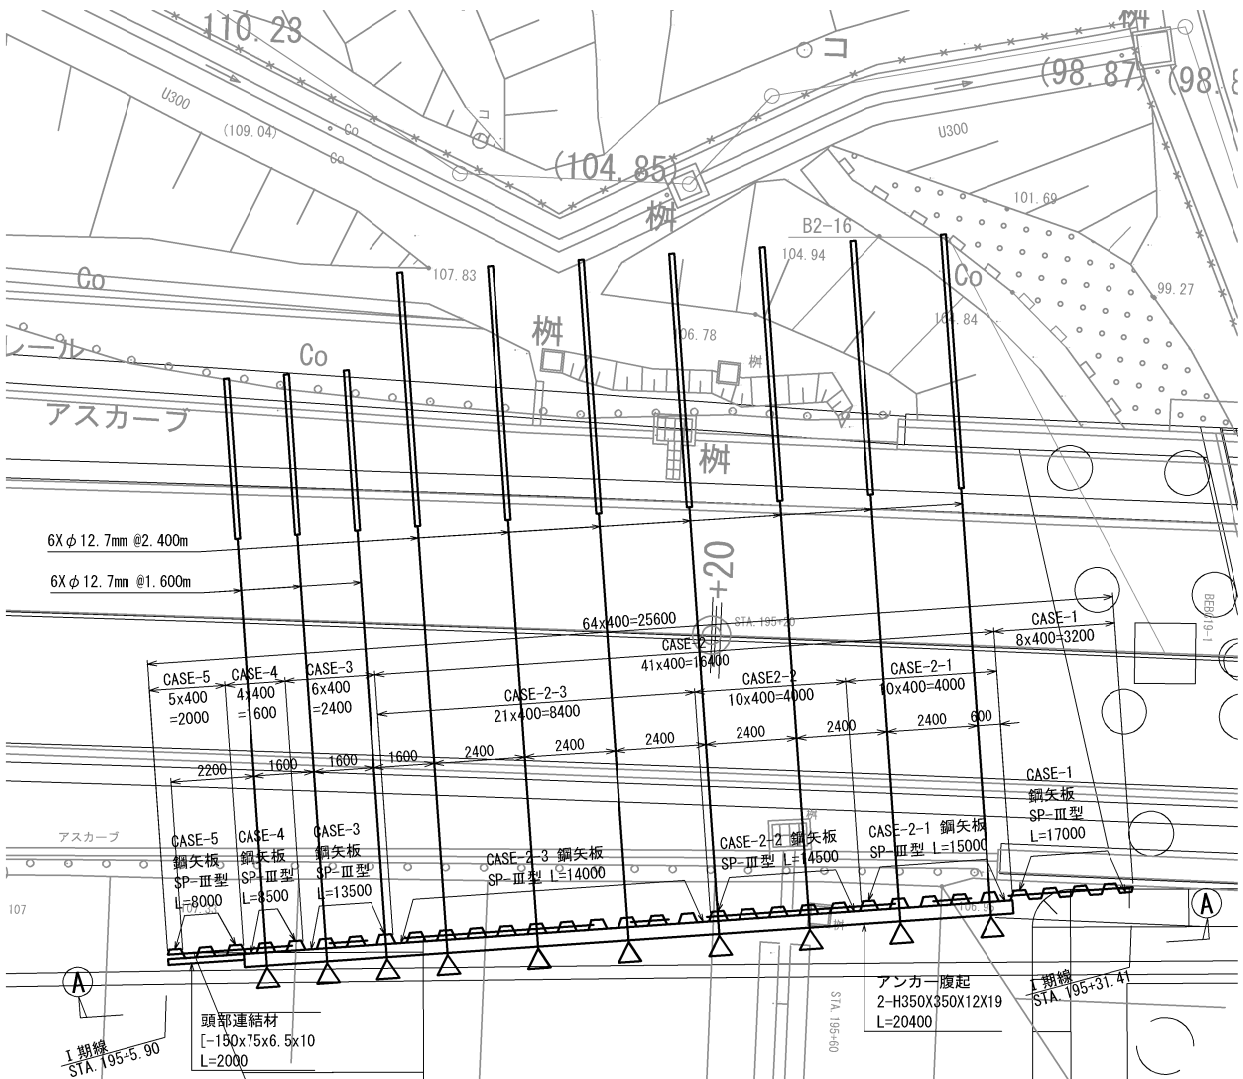 110.23
コ
桝
(98.87)
U300
(109.04)
Co
Co
コ
(104.85)
桝
U300
101.69
B2-16
104.94
107.83
Co
Co
99.27
104.84
106.78
桝
桝
レール
Co
アスカーブ
桝
6Xφ12.7mm @2.400m
6Xφ12.7mm @1.600m
+20
STA.195+20
64x400=25600
CASE-1
8x400=3200
CASE-2
41x400=16400
CASE-5
5x400
=2000
CASE-4
4x400
=1600
CASE-3
6x400
=2400
CASE-2-3
21x400=8400
CASE2-2
10x400=4000
CASE-2-1
10x400=4000
2200
1600
1600
1600
2400
2400
2400
2400
2400
2400
600
アスカーブ
CASE-5
鋼矢板
SP-Ⅲ型
L=8000
CASE-4
鋼矢板
SP-Ⅲ型
L=8500
CASE-3
鋼矢板
SP-Ⅲ型
L=13500
CASE-2-3 鋼矢板
SP-Ⅲ型 L=14000
CASE-2-2 鋼矢板
SP-Ⅲ型 L=14500
CASE-2-1 鋼矢板
SP-Ⅲ型 L=15000
CASE-1
鋼矢板
SP-Ⅲ型
L=17000
桝
桝
107
A
A
頭部連結材
[-150x75x6.5x10
L=2000
Ⅰ期線
STA.195+5.90
アンカー腹起
2-H350X350X12X19
L=20400
Ⅰ期線
STA.195+31.41
STA.195+60